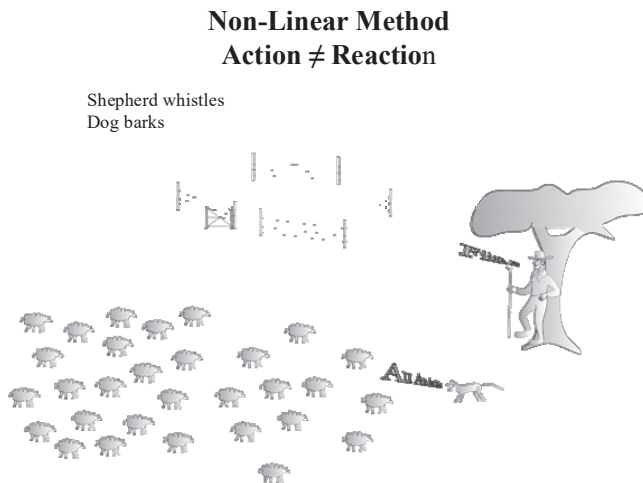 Non-Linear Method
Action ≠ Reaction
Shepherd whistles
Dog barks